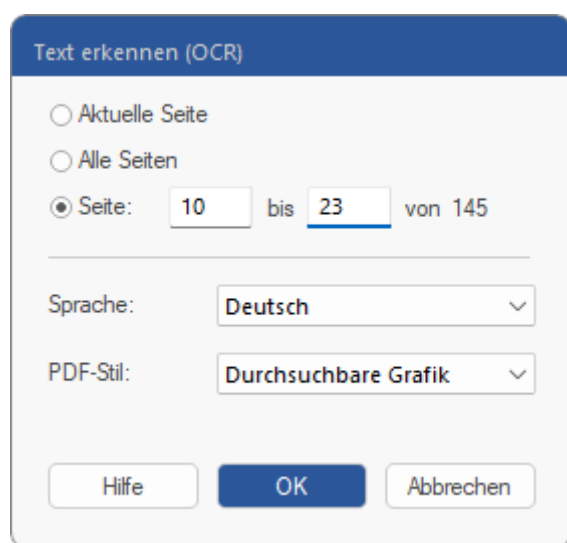 Text erkennen (OCR)
Aktuelle Seite
Alle Seiten
Seite: 10 bis 23 von 145
Sprache: Deutsch
PDF-Stil: Durchsuchbare Grafik
Hilfe OK Abbrechen